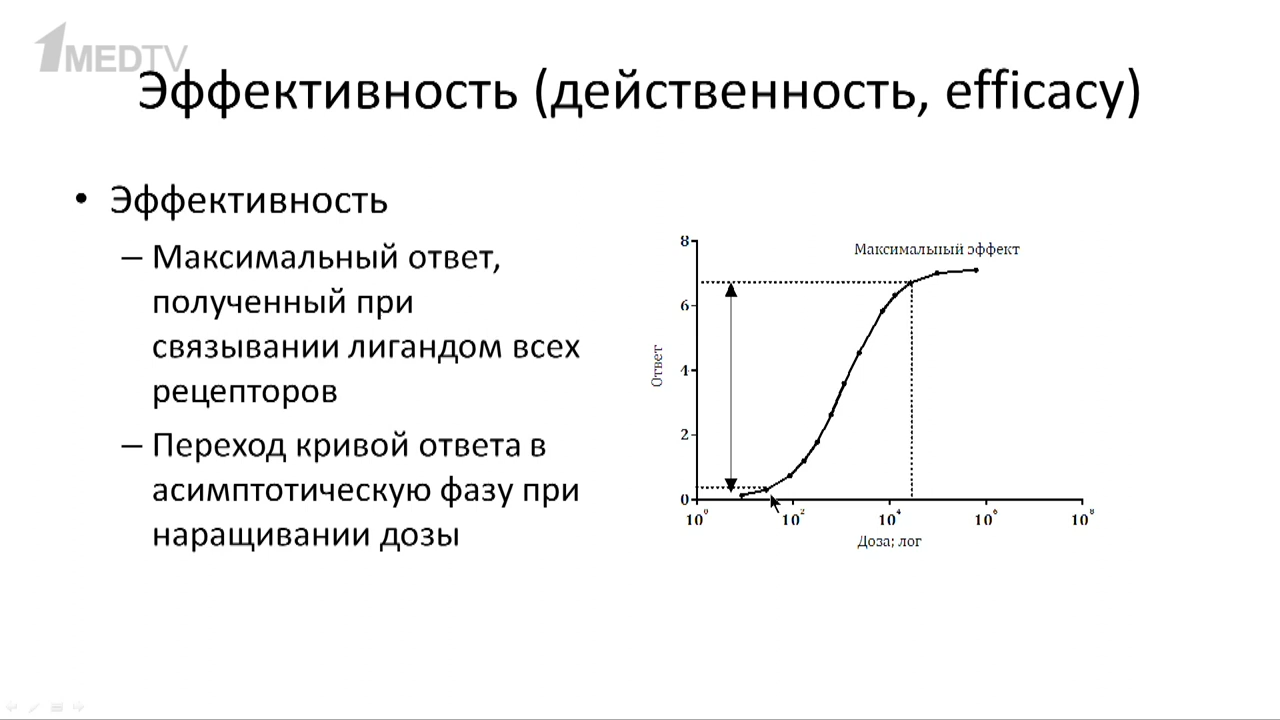 1MEDTV
Эффективность (действенность, efficacy)
• Эффективность
– Максимальный ответ,
полученный при
связывании лигандом всех
рецепторов
– Переход кривой ответа в
асимптотическую фазу при
наращивании дозы
Максимальный эффект
8
6
4
2
0
Ответ
10⁰ 10² 10⁴ 10⁶ 10⁸
Доза; лог